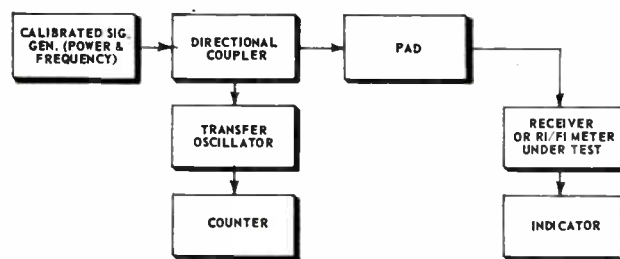 CALIBRATED SIG.
GEN. (POWER &
FREQUENCY)
DIRECTIONAL
COUPLER
PAD
TRANSFER
OSCILLATOR
RECEIVER
OR RI/FI METER
UNDER TEST
COUNTER
INDICATOR